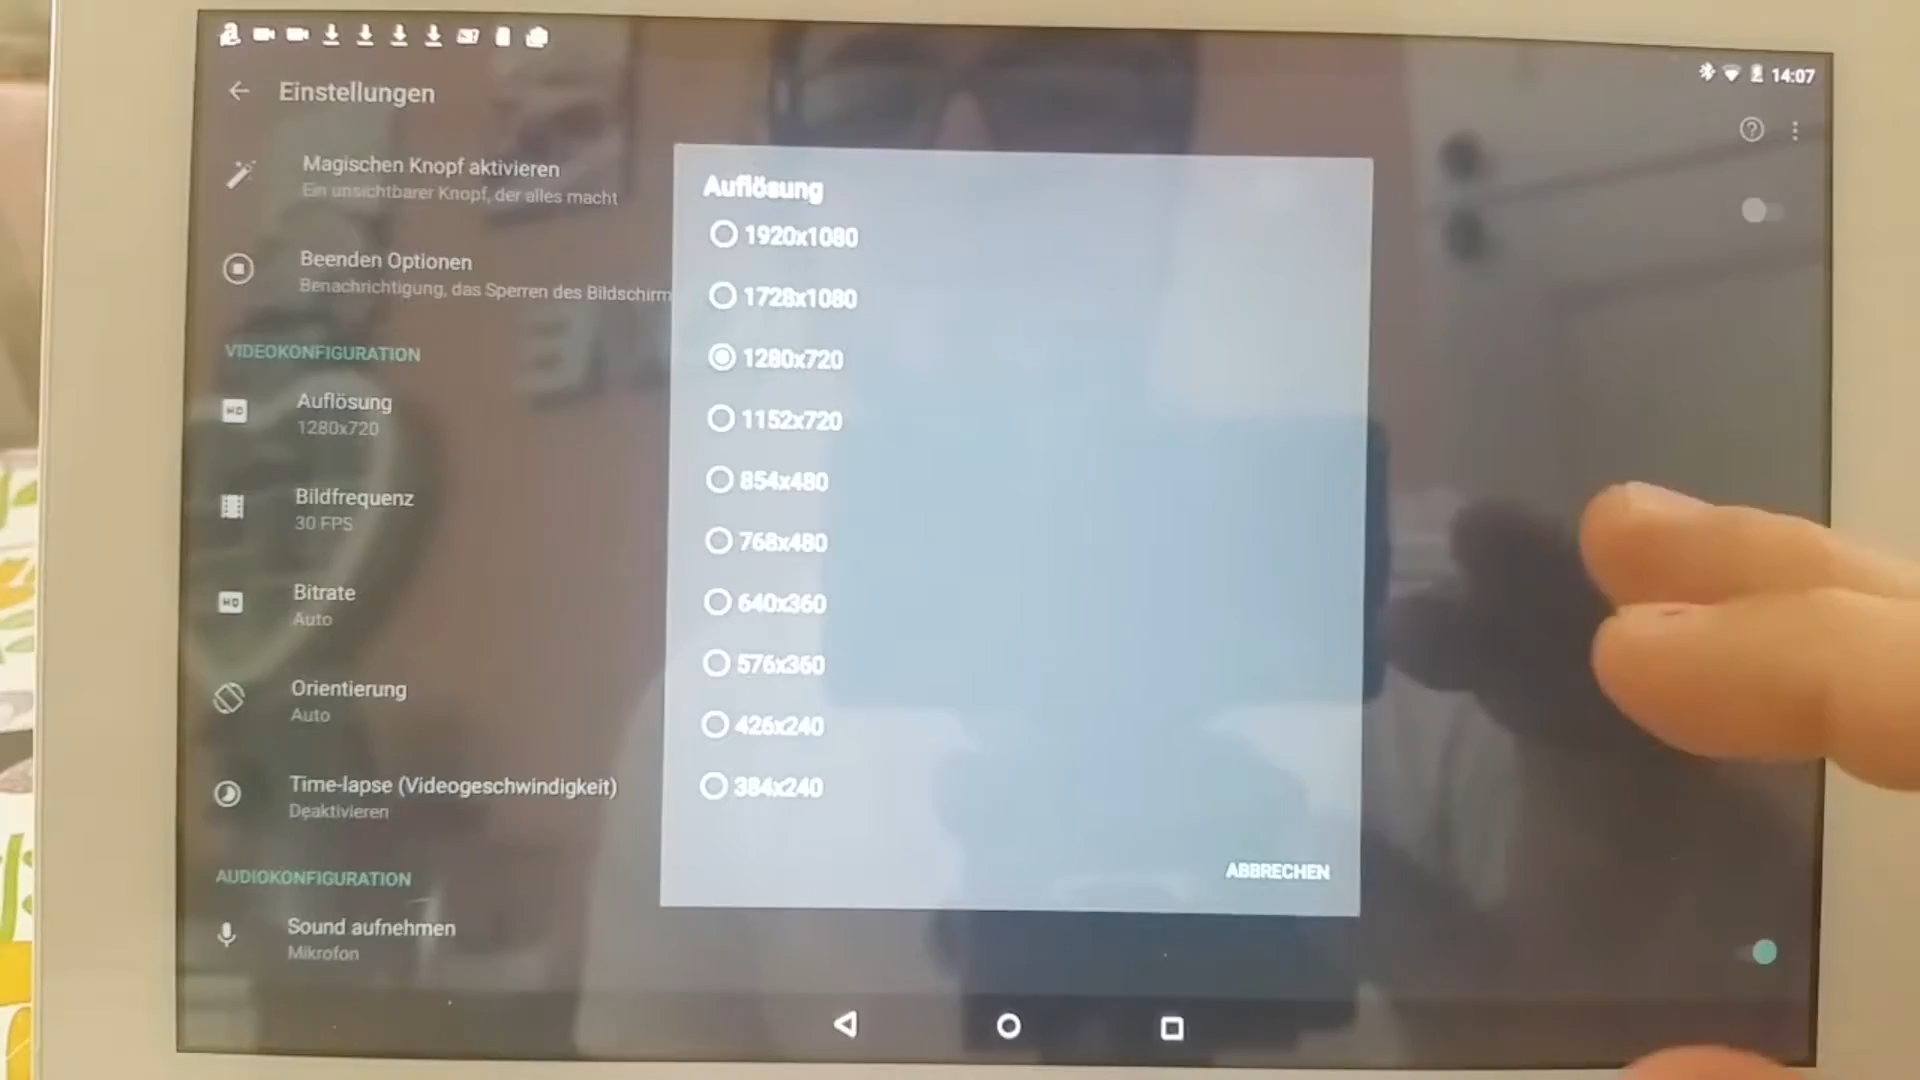 14:07
Einstellungen
Magischen Knopf aktivieren
Ein unsichtbarer Knopf, der alles macht
Beenden Optionen
Benachrichtigung, das Sperren des Bildschirm
VIDEOKONFIGURATION
Auflösung
1280x720
Bildfrequenz
30 FPS
Bitrate
Auto
Orientierung
Auto
Time-lapse (Videogeschwindigkeit)
Deaktivieren
AUDIOKONFIGURATION
Sound aufnehmen
Mikrofon
Auflösung
1920x1080
1728x1080
1280x720
1152x720
854x480
768x480
640x360
576x360
426x240
384x240
ABBRECHEN